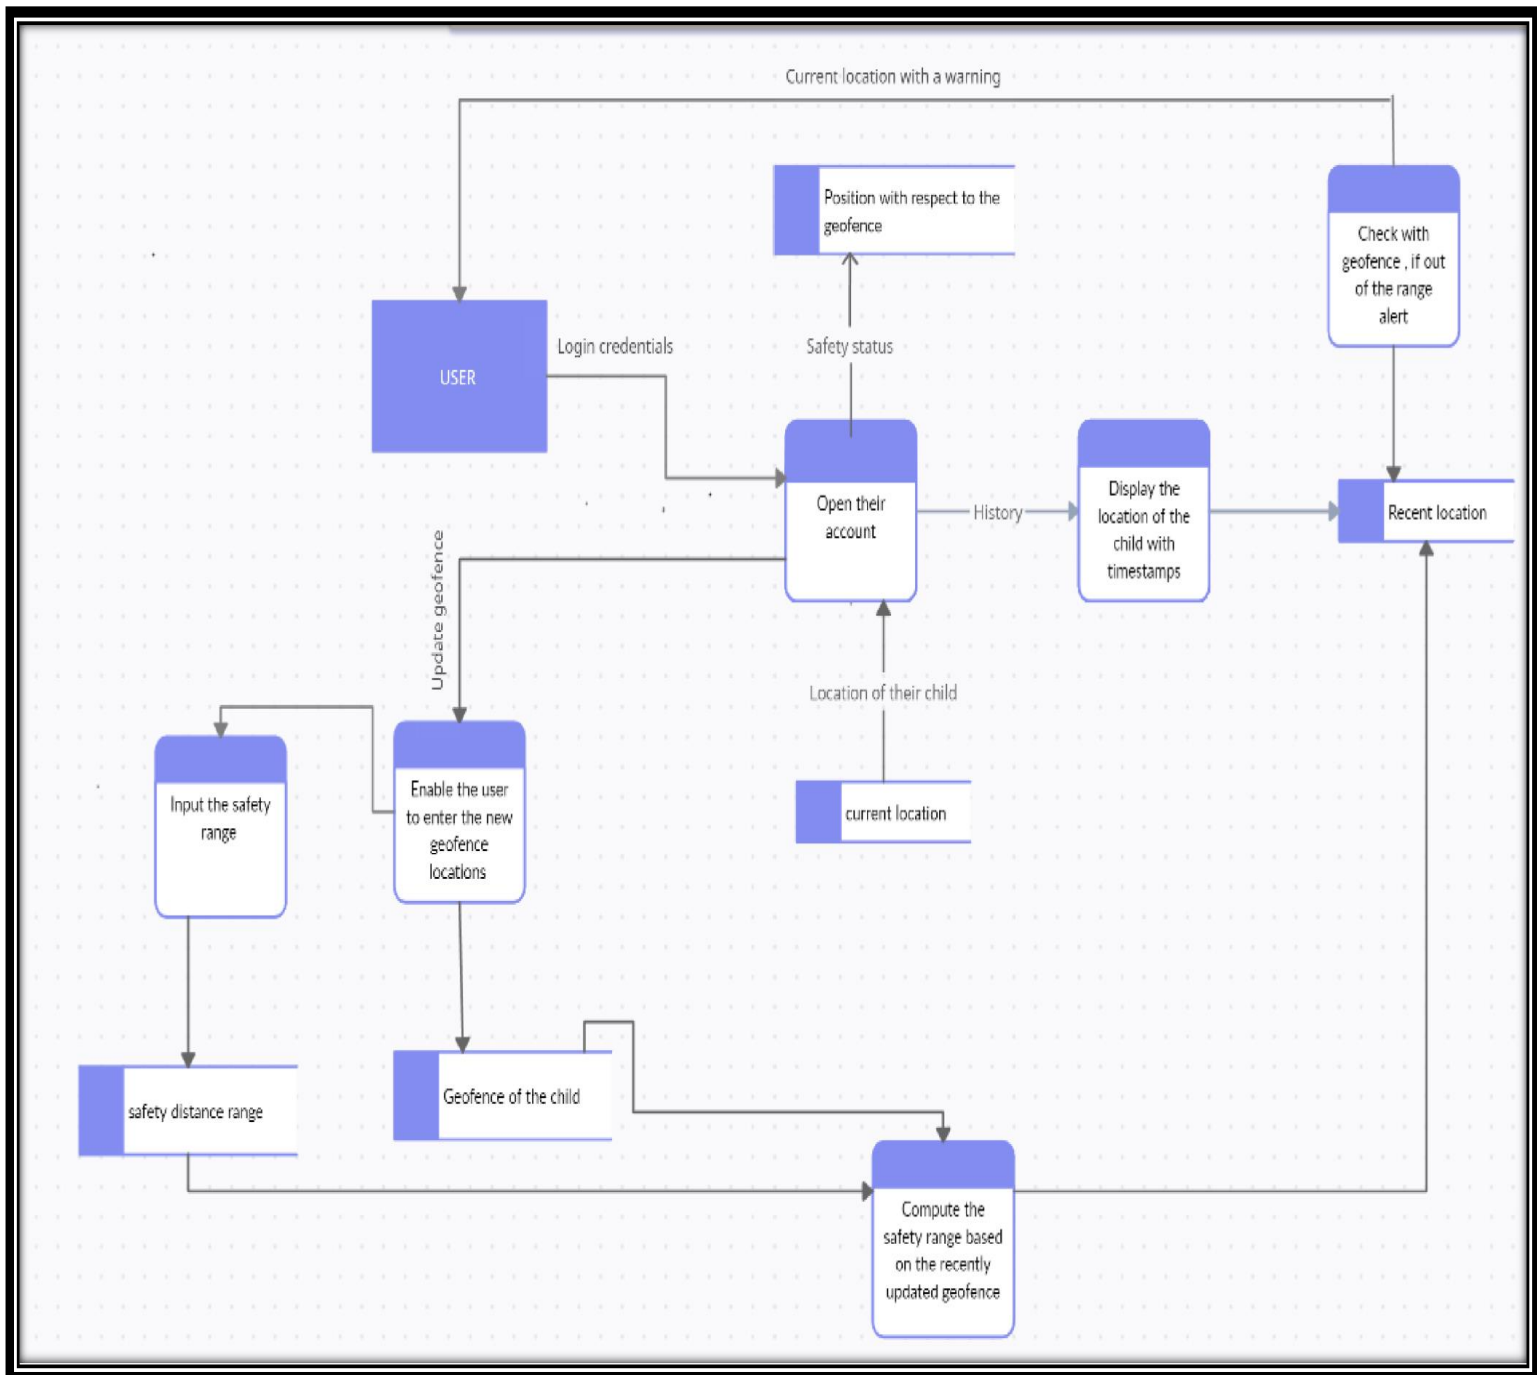 Current location with a warning
Position with respect to the
geofence
Check with
geofence , if out
of the range
alert
USER
Login credentials
Safety status
Open their
account
History
Display the
location of the
child with
timestamps
Recent location
Update geofence
Location of their child
current location
Input the safety
range
Enable the user
to enter the new
geofence
locations
safety distance range
Geofence of the child
Compute the
safety range based
on the recently
updated geofence